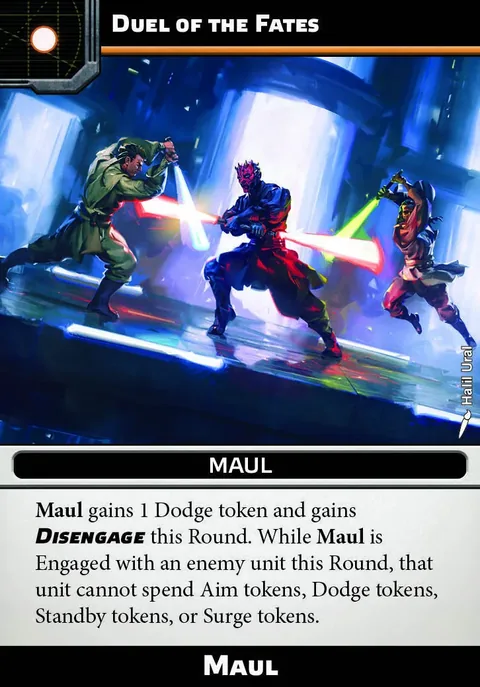 Duel of the Fates
Halil Ural
MAUL
Maul gains 1 Dodge token and gains
Disengage this Round. While Maul is
Engaged with an enemy unit this Round, that
unit cannot spend Aim tokens, Dodge tokens,
Standby tokens, or Surge tokens.
Maul